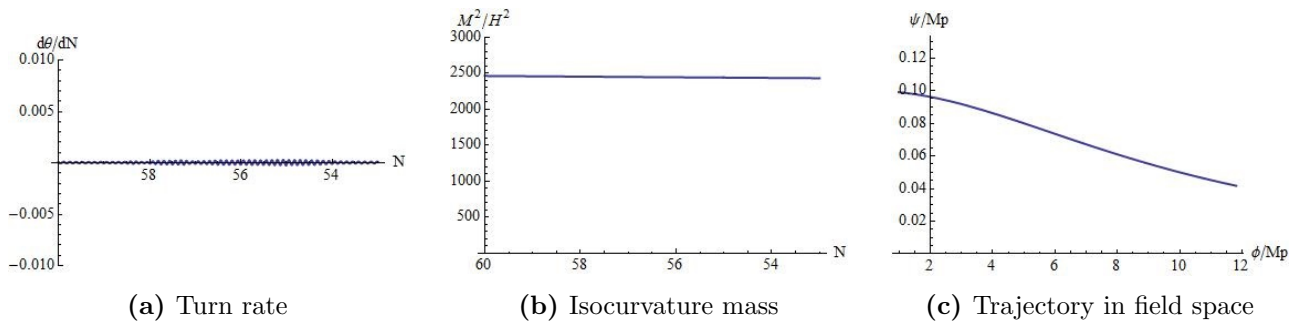 dθ/dN
0.010
0.005
N
58 56 54
−0.005
−0.010
(a) Turn rate
M²/H²
3000
2500
2000
1500
1000
500
N
60 58 56 54
(b) Isocurvature mass
ψ/Mp
0.12
0.10
0.08
0.06
0.04
0.02
ϕ/Mp
2 4 6 8 10 12
(c) Trajectory in field space